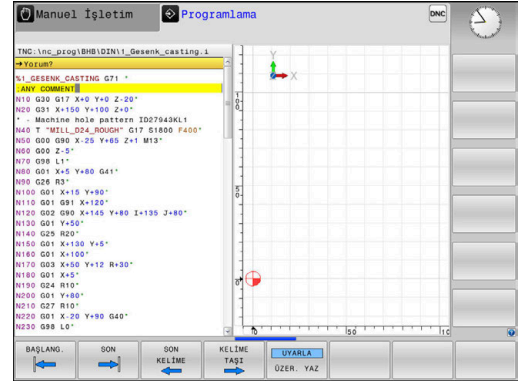 Manuel İşletim
Programlama
DNC
TNC:\nc_prog\BHB\DIN\1_Gesenk_casting.i
→Yorum?
%1_GESENK_CASTING G71 *
;ANY COMMENT
N10 G30 G17 X+0 Y+0 Z-20*
N20 G31 X+150 Y+100 Z+0*
* - Machine hole pattern ID27943KL1
N40 T "MILL_D24_ROUGH" G17 S1800 F400*
N50 G00 G90 X-25 Y+65 Z+1 M13*
N60 G00 Z-5*
N70 G98 L1*
N80 G01 X+5 Y+80 G41*
N90 G26 R3*
N100 G01 X+15 Y+90*
N110 G01 G91 X+120*
N120 G02 G90 X+145 Y+80 I+135 J+80*
N130 G01 Y+50*
N140 G25 R20*
N150 G01 X+130 Y+5*
N160 G01 X+100*
N170 G03 X+50 Y+12 R+30*
N180 G01 X+5*
N190 G24 R10*
N200 G01 Y+80*
N210 G27 R10*
N220 G01 X-20 Y+90 G40*
N230 G98 L0*
Y
X
100
50
0
0
50
BAŞLANG.
SON
SON KELİME
KELİME TAŞI
UYARLA
ÜZER. YAZ